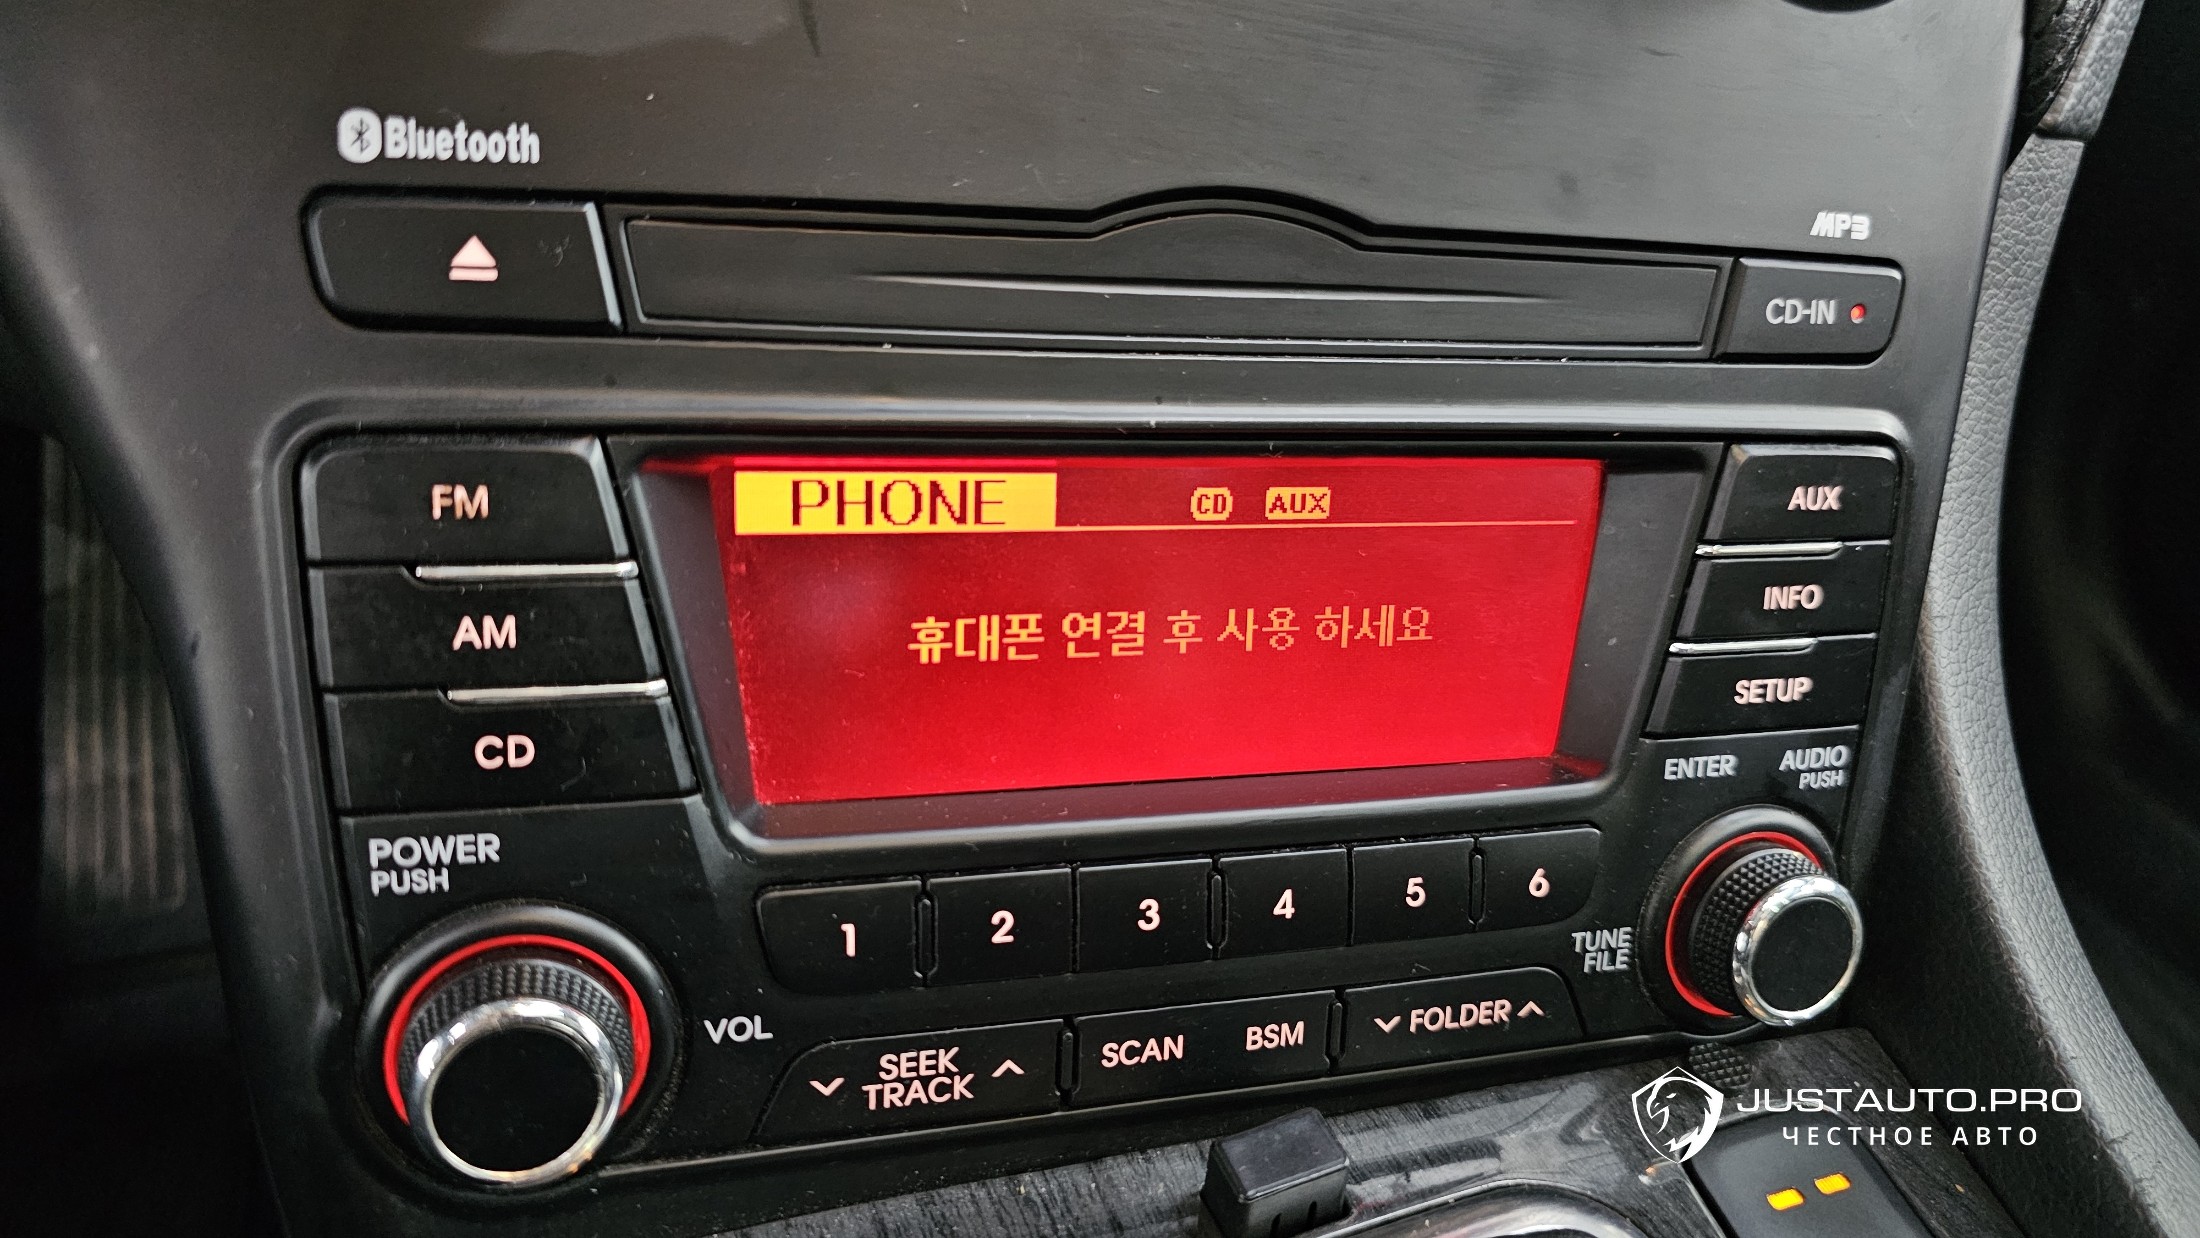 Bluetooth
MP3
CD-IN
FM
AM
CD
PHONE
CD AUX
휴대폰 연결 후 사용 하세요
AUX
INFO
SETUP
ENTER
AUDIO
PUSH
POWER
PUSH
VOL
1 2 3 4 5 6
TUNE
FILE
SEEK
TRACK
SCAN BSM
FOLDER
JUSTAUTO.PRO
ЧЕСТНОЕ АВТО